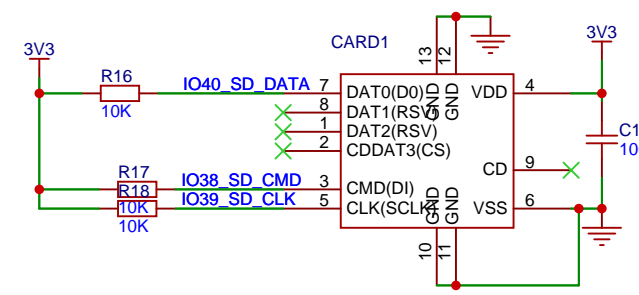 3V3
R16
10K
IO40_SD_DATA
R17
R18
10K
10K
IO38_SD_CMD
IO39_SD_CLK
CARD1
13
12
GND
GND
7
DAT0(D0)
8
DAT1(RSV)
1
DAT2(RSV)
2
CDDAT3(CS)
3
CMD(DI)
5
CLK(SCLK)
VDD
4
CD
9
VSS
6
GND
GND
10
11
3V3
C1
10